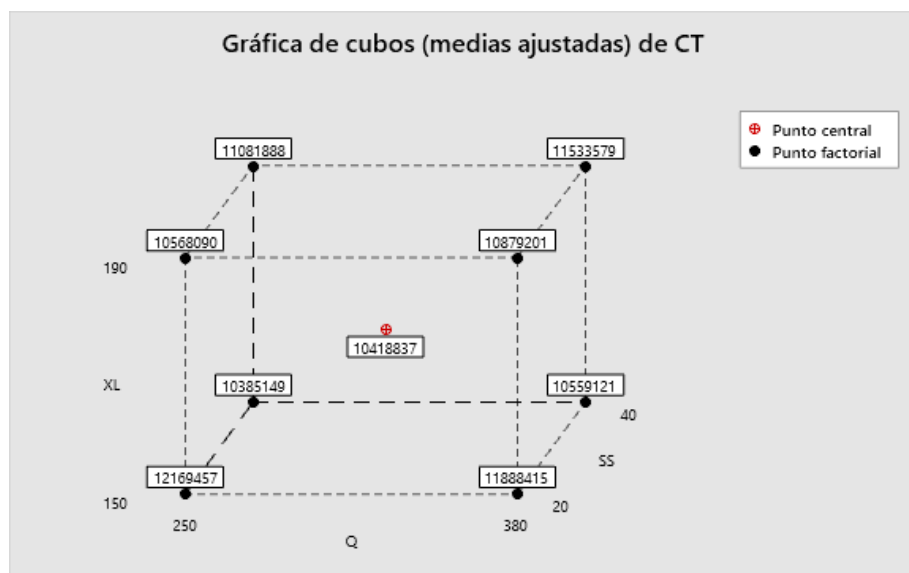 Gráfica de cubos (medias ajustadas) de CT
Punto central
Punto factorial
11081888
11533579
10568090
10879201
190
10418837
XL
10385149
10559121
40
SS
12169457
11888415
150
20
250
380
Q